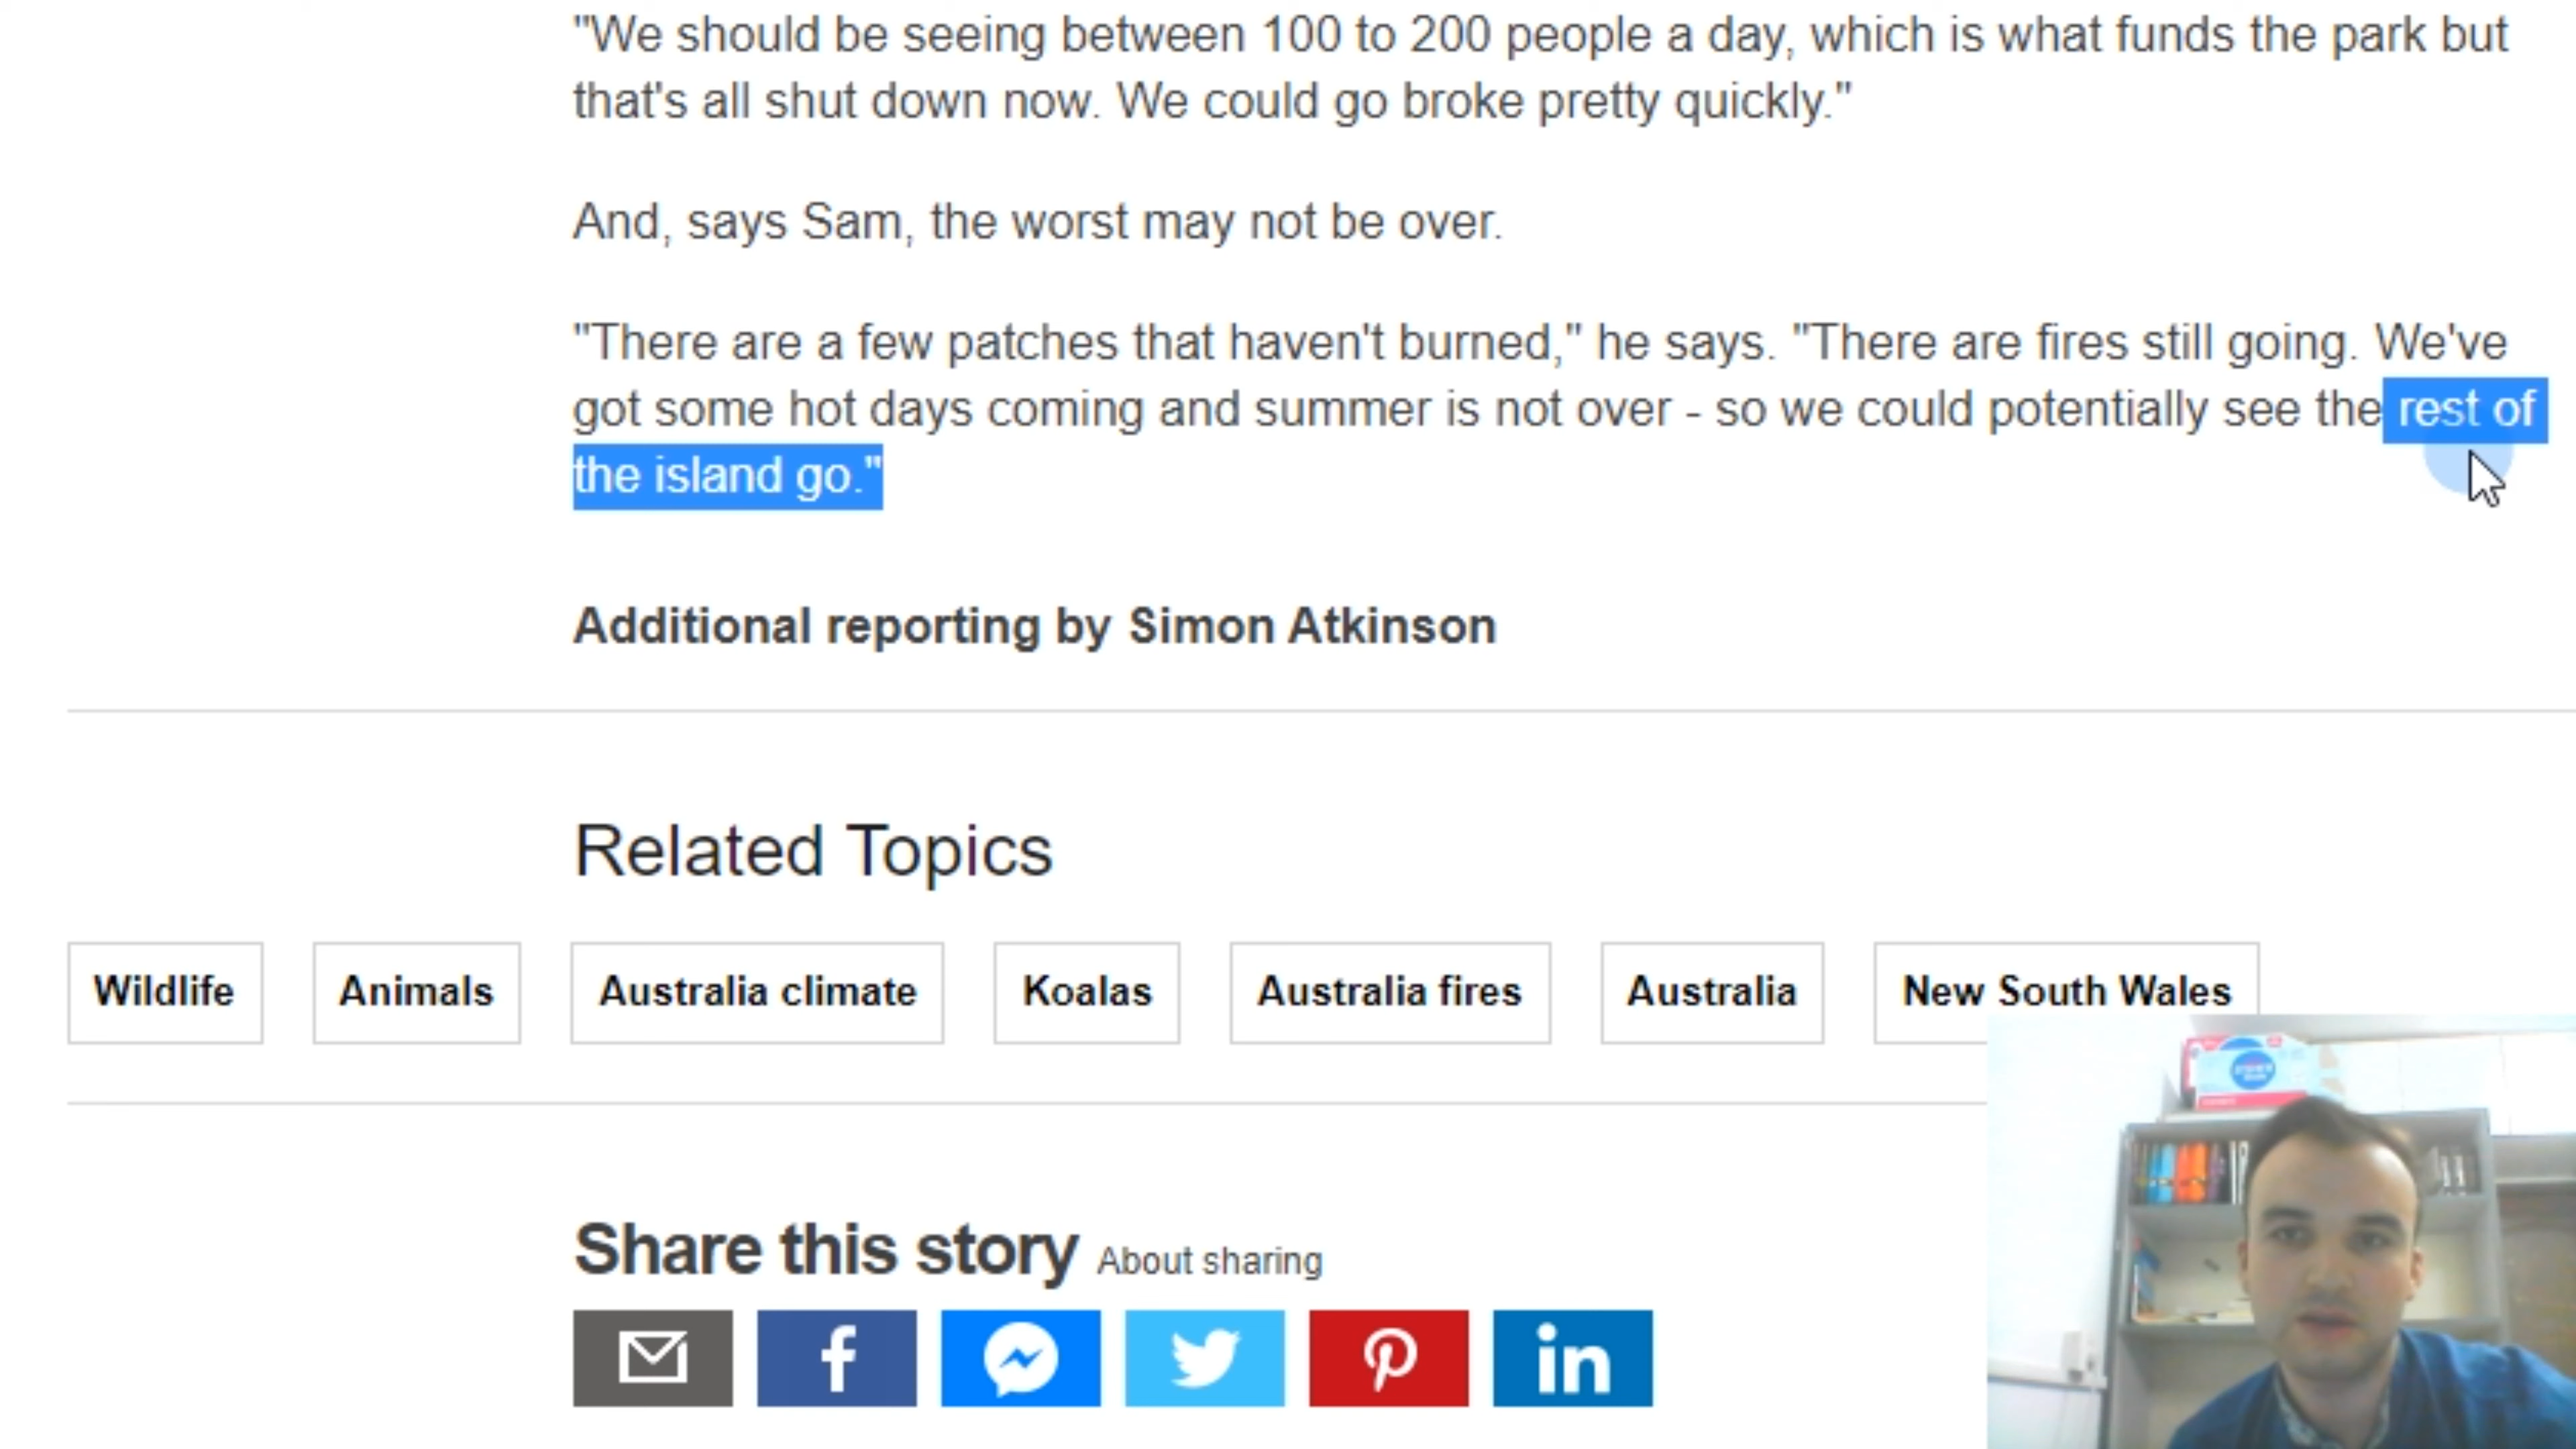 "We should be seeing between 100 to 200 people a day, which is what funds the park but
that's all shut down now. We could go broke pretty quickly."
And, says Sam, the worst may not be over.
"There are a few patches that haven't burned," he says. "There are fires still going. We've
got some hot days coming and summer is not over - so we could potentially see the rest of
the island go."
Additional reporting by Simon Atkinson
Related Topics
Wildlife
Animals
Australia climate
Koalas
Australia fires
Australia
New South Wales
Share this story About sharing